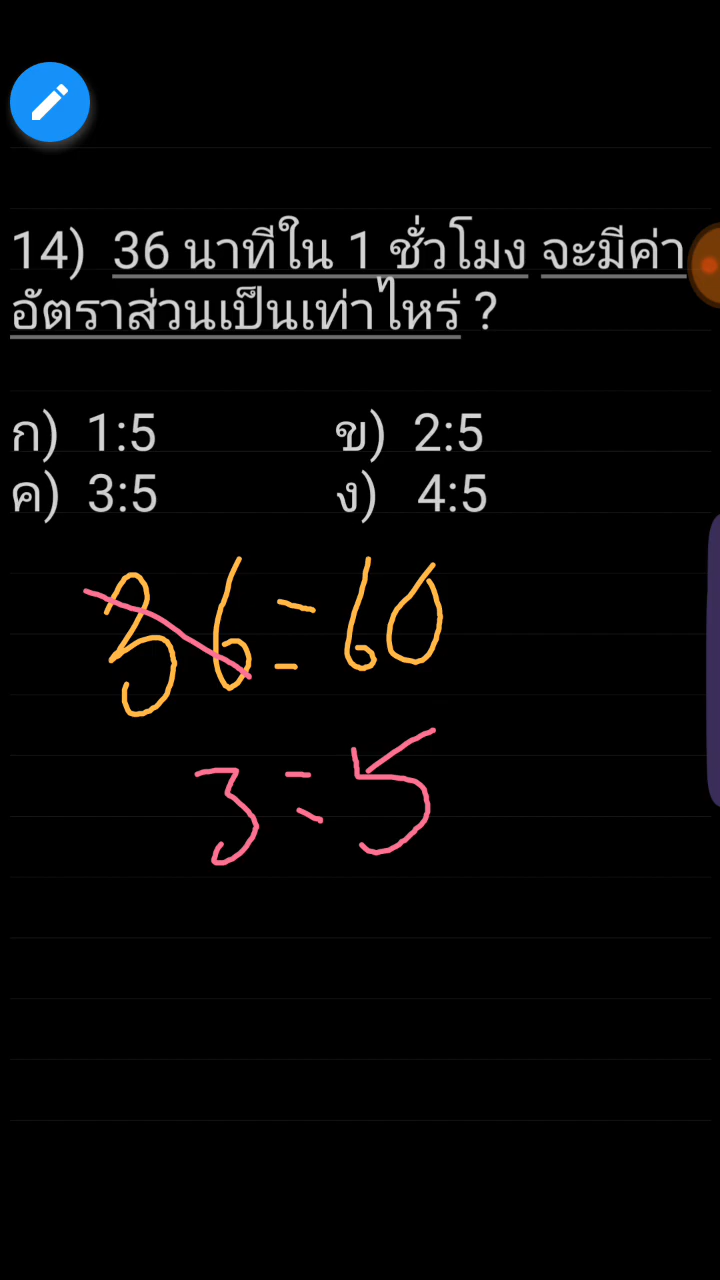 14) 36 นาทีใน 1 ชั่วโมง จะมีค่า
อัตราส่วนเป็นเท่าไหร่ ?
ก) 1:5 ข) 2:5
ค) 3:5 ง) 4:5
36=60
3=5